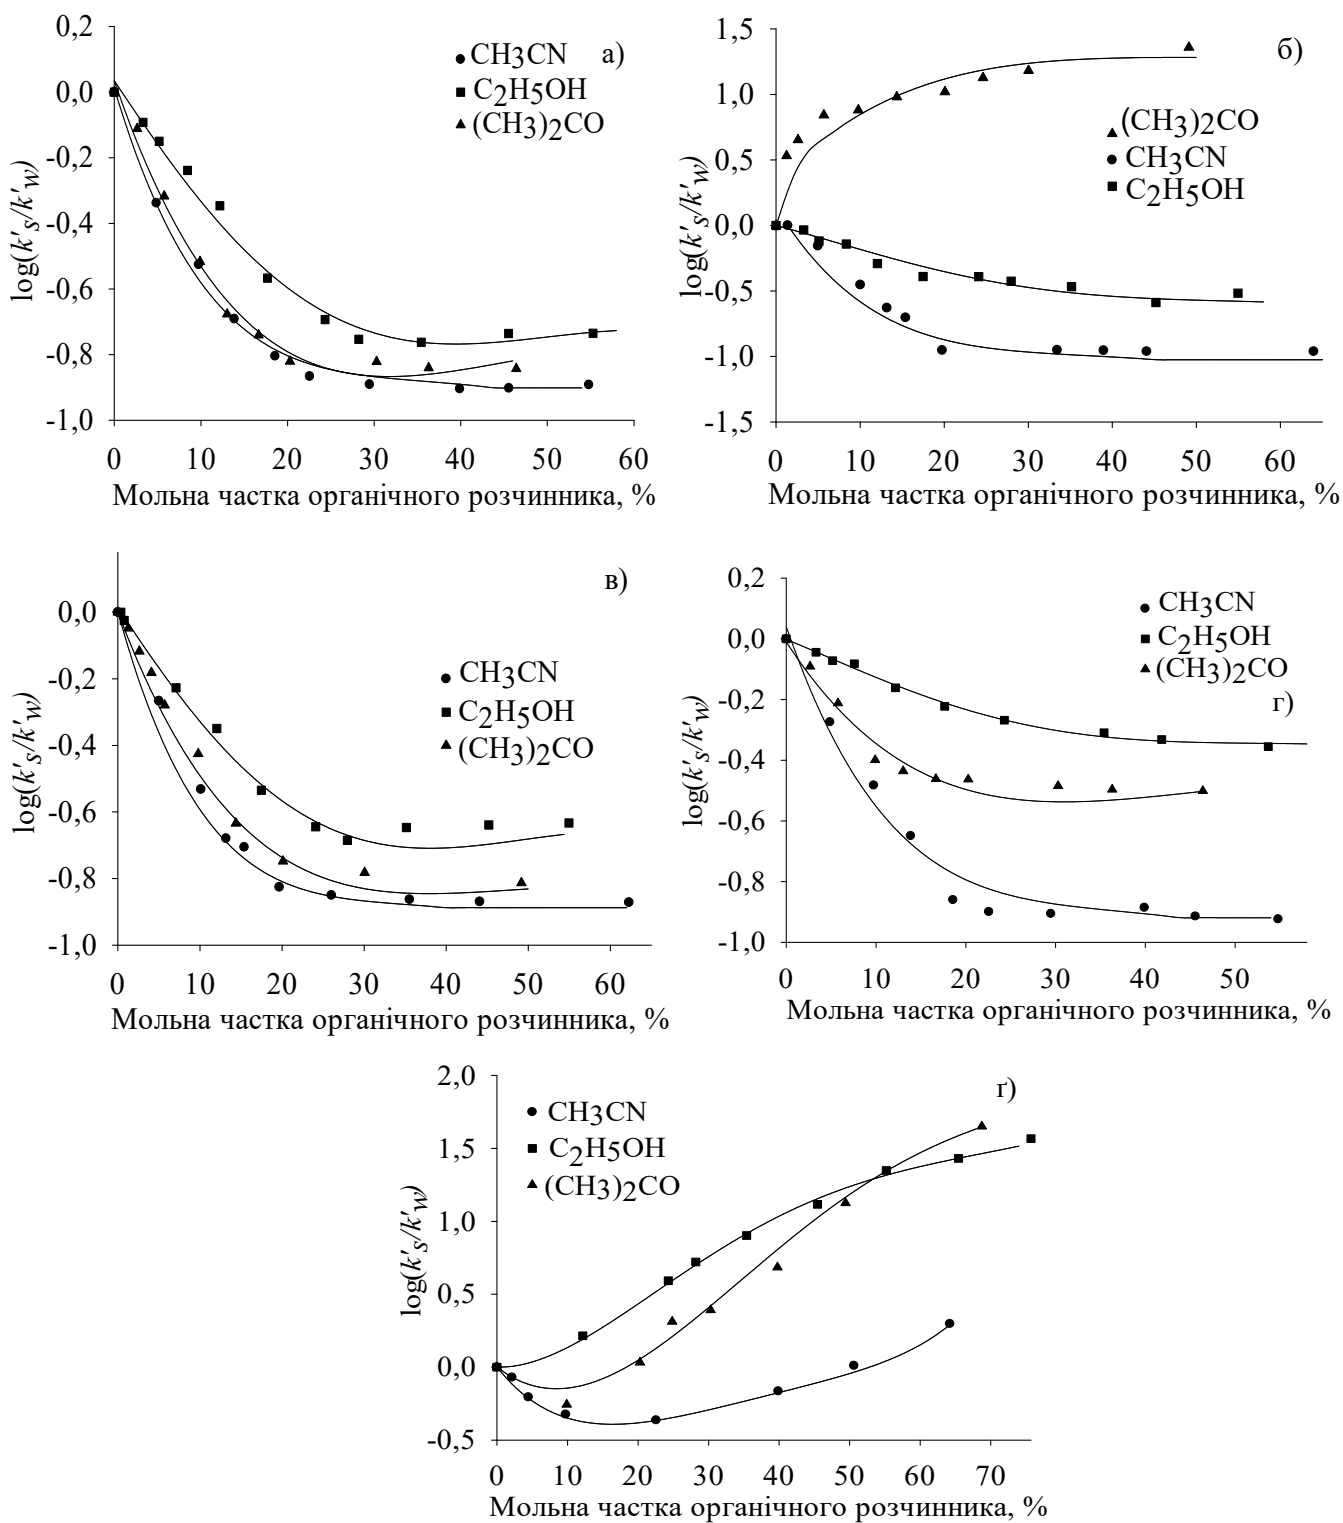 а)
0,2
0,0
-0,2
-0,4
-0,6
-0,8
-1,0
log(k's/k'w)
CH3CN
C2H5OH
(CH3)2CO
0 10 20 30 40 50 60
Мольна частка органічного розчинника, %
б)
1,5
1,0
0,5
0,0
-0,5
-1,0
-1,5
log(k's/k'w)
(CH3)2CO
CH3CN
C2H5OH
0 10 20 30 40 60
Мольна частка органічного розчинника, %
в)
0,0
-0,2
-0,4
-0,6
-0,8
-1,0
log(k's/k'w)
CH3CN
C2H5OH
(CH3)2CO
0 10 20 30 40 50 60
Мольна частка органічного розчинника, %
0,2
0,0
-0,2
-0,4
-0,6
-0,8
-1,0
log(k's/k'w)
CH3CN
C2H5OH
(CH3)2CO
г)
0 10 20 30 40 50
Мольна частка органічного розчинника, %
ґ)
2,0
1,5
1,0
0,5
0,0
-0,5
log(k's/k'w)
CH3CN
C2H5OH
(CH3)2CO
0 10 20 30 40 50 60 70
Мольна частка органічного розчинника, %